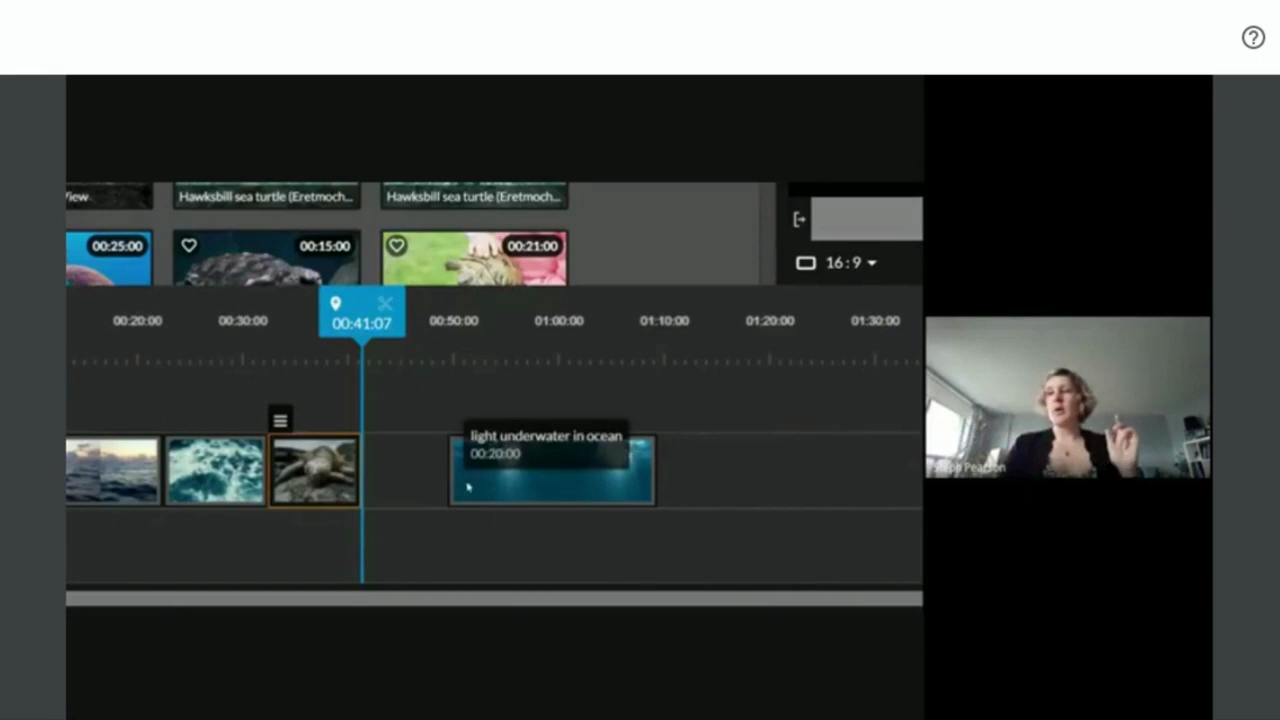 View
Hawksbill sea turtle (Eretmoch...
Hawksbill sea turtle (Eretmoch...
00:25:00
00:15:00
00:21:00
16:9
00:20:00
00:30:00
00:41:07
00:50:00
01:00:00
01:10:00
01:20:00
01:30:00
light underwater in ocean
00:20:00
Pearson